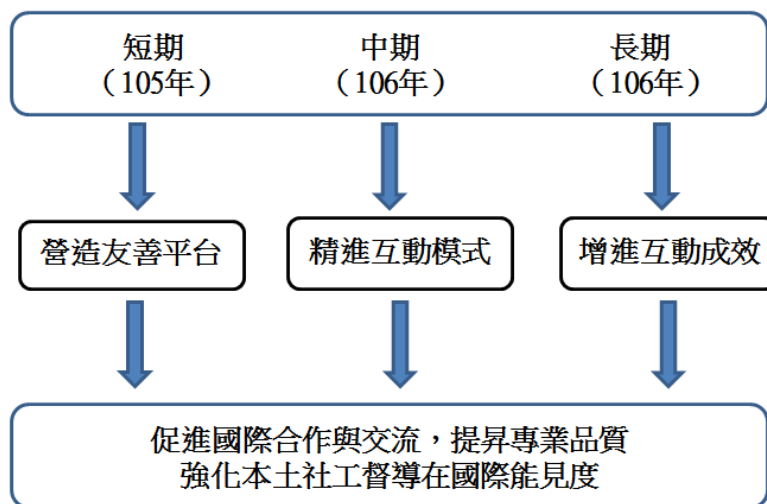 短期
（105年）
中期
（106年）
長期
（106年）
營造友善平台
精進互動模式
增進互動成效
促進國際合作與交流，提昇專業品質
強化本土社工督導在國際能見度